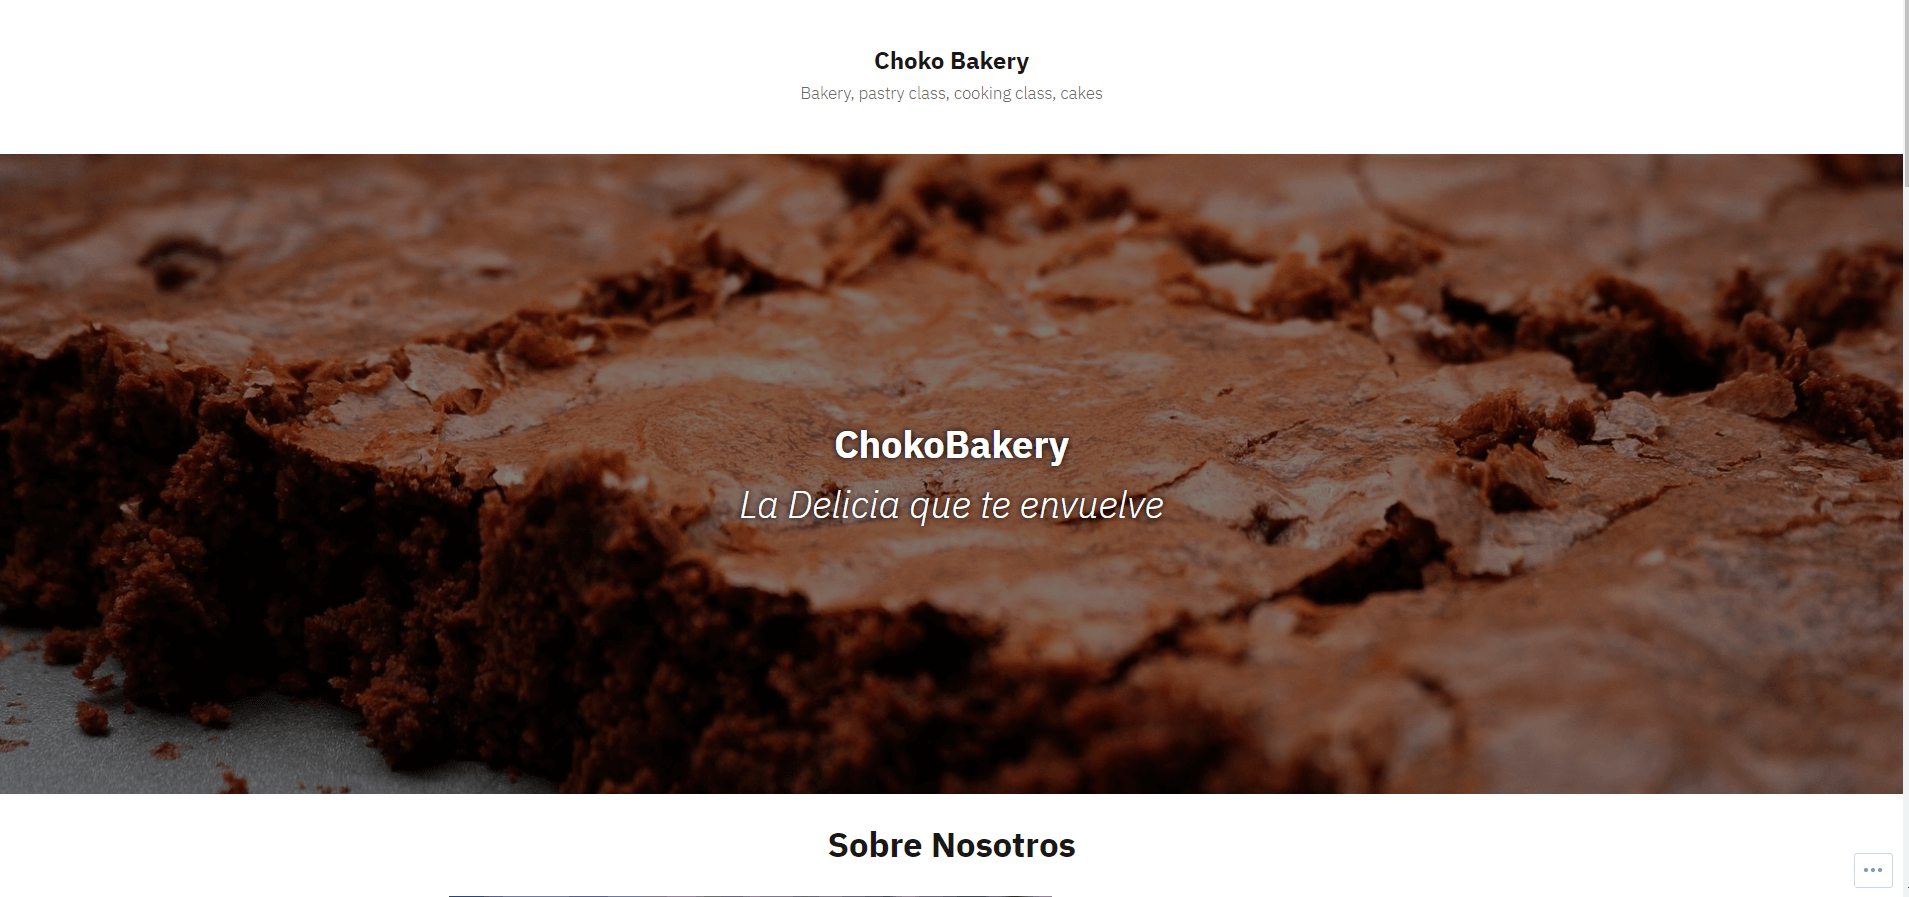 Choko Bakery
Bakery, pastry class, cooking class, cakes
ChokoBakery
La Delicia que te envuelve
Sobre Nosotros